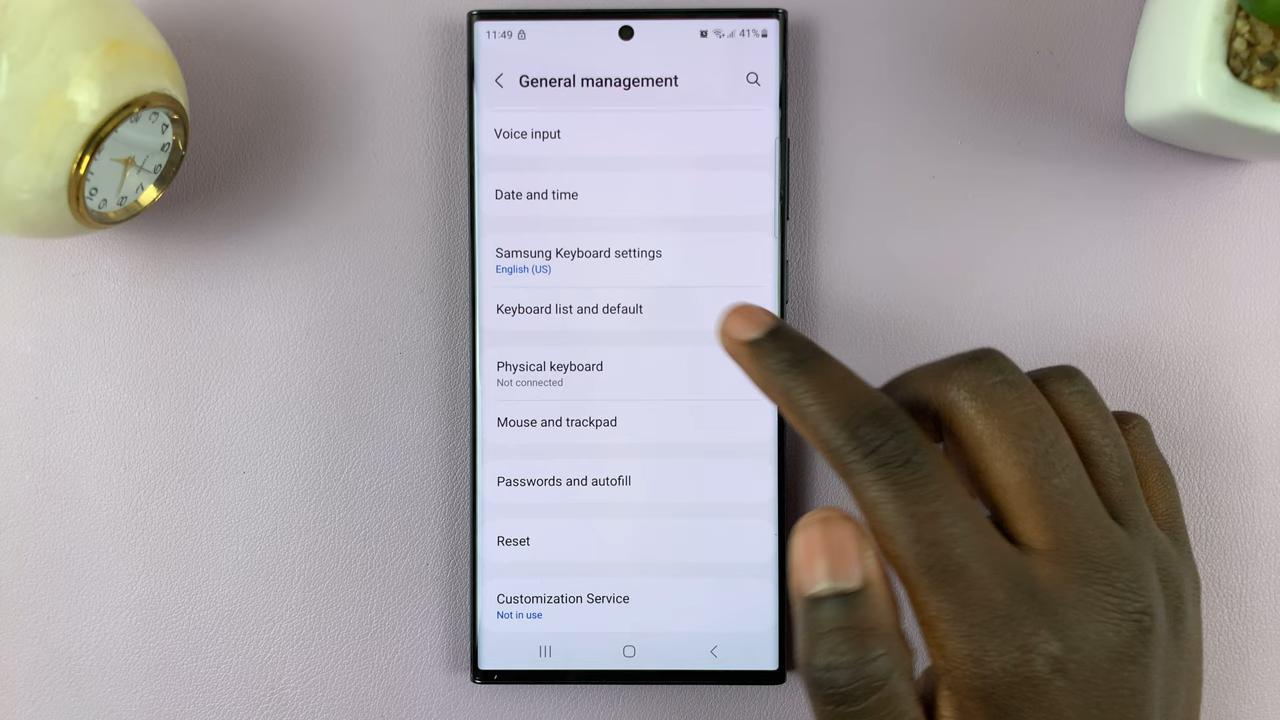 11:49
41%
General management
Voice input
Date and time
Samsung Keyboard settings
English (US)
Keyboard list and default
Physical keyboard
Not connected
Mouse and trackpad
Passwords and autofill
Reset
Customization Service
Not in use